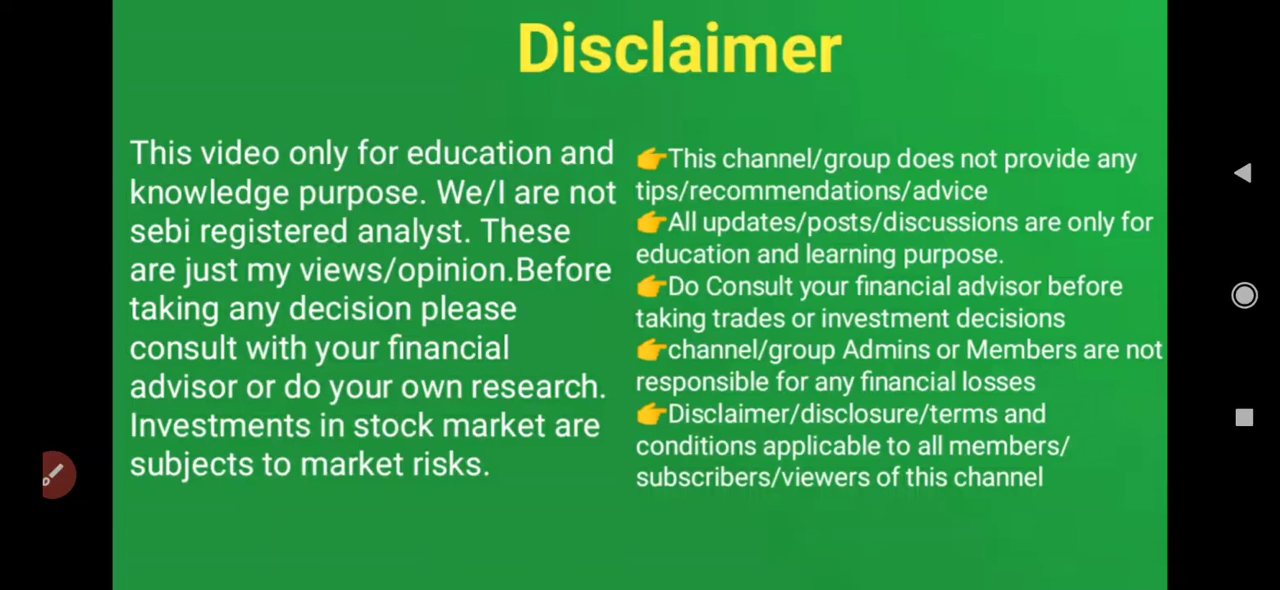 Disclaimer
This video only for education and
knowledge purpose. We/I are not
sebi registered analyst. These
are just my views/opinion.Before
taking any decision please
consult with your financial
advisor or do your own research.
Investments in stock market are
subjects to market risks.
👉This channel/group does not provide any
tips/recommendations/advice
👉All updates/posts/discussions are only for
education and learning purpose.
👉Do Consult your financial advisor before
taking trades or investment decisions
👉channel/group Admins or Members are not
responsible for any financial losses
👉Disclaimer/disclosure/terms and
conditions applicable to all members/
subscribers/viewers of this channel